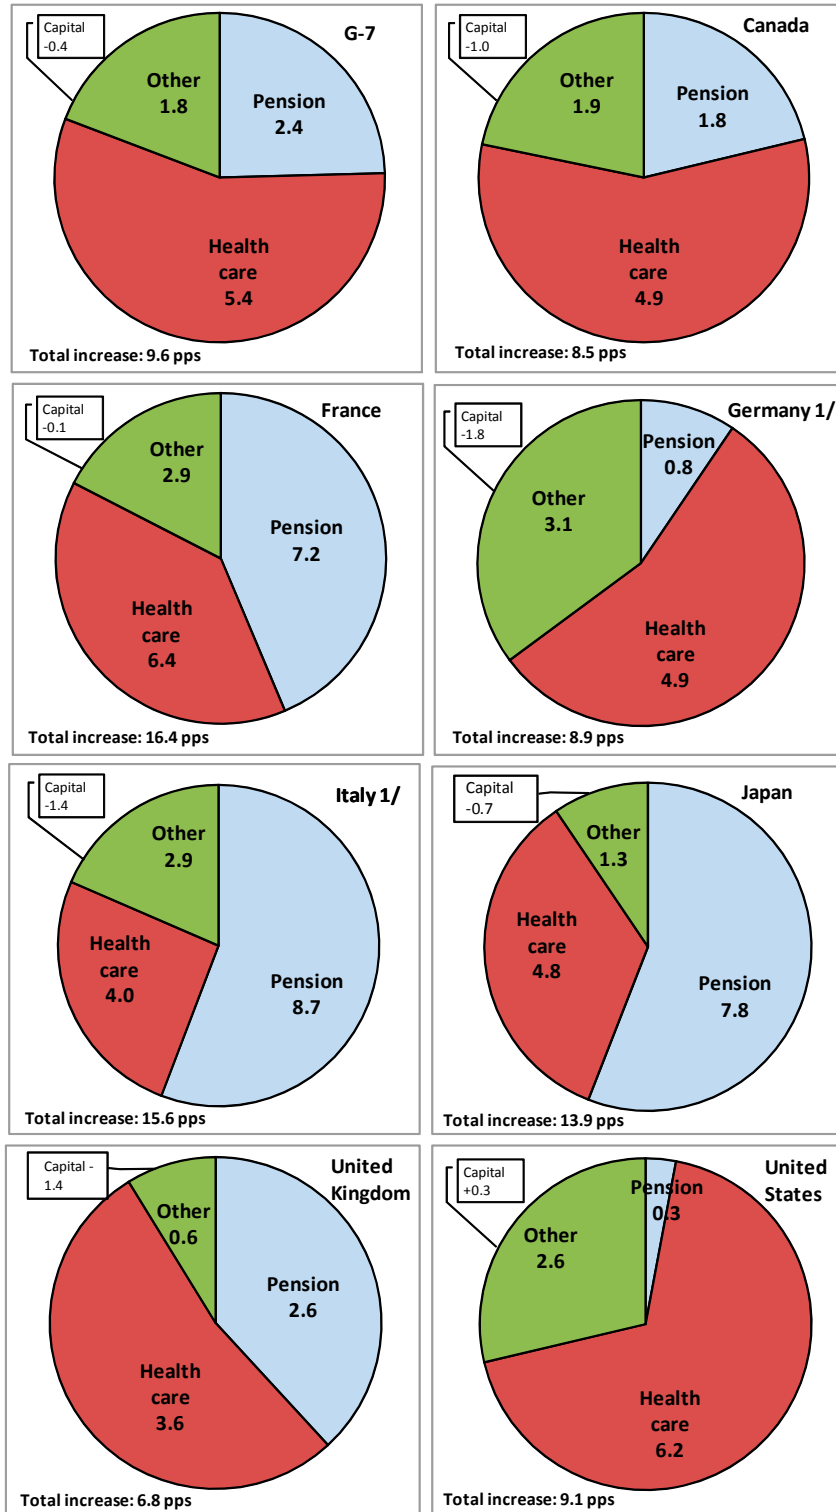 G-7
Capital
-0.4
Other
1.8
Pension
2.4
Health
care
5.4
Total increase: 9.6 pps
Canada
Capital
-1.0
Other
1.9
Pension
1.8
Health
care
4.9
Total increase: 8.5 pps
France
Capital
-0.1
Other
2.9
Pension
7.2
Health
care
6.4
Total increase: 16.4 pps
Germany 1/
Capital
-1.8
Pension
0.8
Other
3.1
Health
care
4.9
Total increase: 8.9 pps
Italy 1/
Capital
-1.4
Other
2.9
Health
care
4.0
Pension
8.7
Total increase: 15.6 pps
Japan
Capital
-0.7
Other
1.3
Health
care
4.8
Pension
7.8
Total increase: 13.9 pps
United
Kingdom
Capital -
1.4
Other
0.6
Pension
2.6
Health
care
3.6
Total increase: 6.8 pps
United
States
Capital
+0.3
Pension
0.3
Other
2.6
Health
care
6.2
Total increase: 9.1 pps